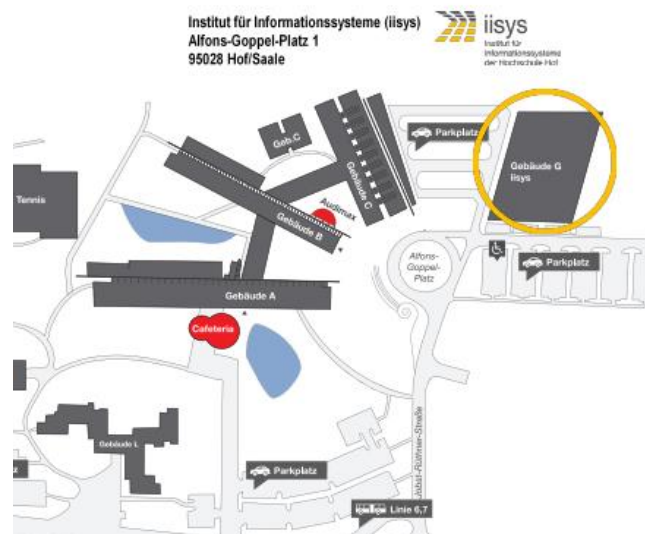 Institut für Informationssysteme (iisys)
Alfons-Goppel-Platz 1
95028 Hof/Saale
iisys
Institut für
Informationssysteme
der Hochschule Hof
Geb.C
Gebäude C
Parkplatz
Gebäude G
iisys
Tennis
Audimax
Gebäude B
Alfons-
Goppel-
Platz
Parkplatz
Gebäude A
Cafeteria
Gebäude L
Parkplatz
z
Jobst-Rüthner-Straße
Linie 6,7